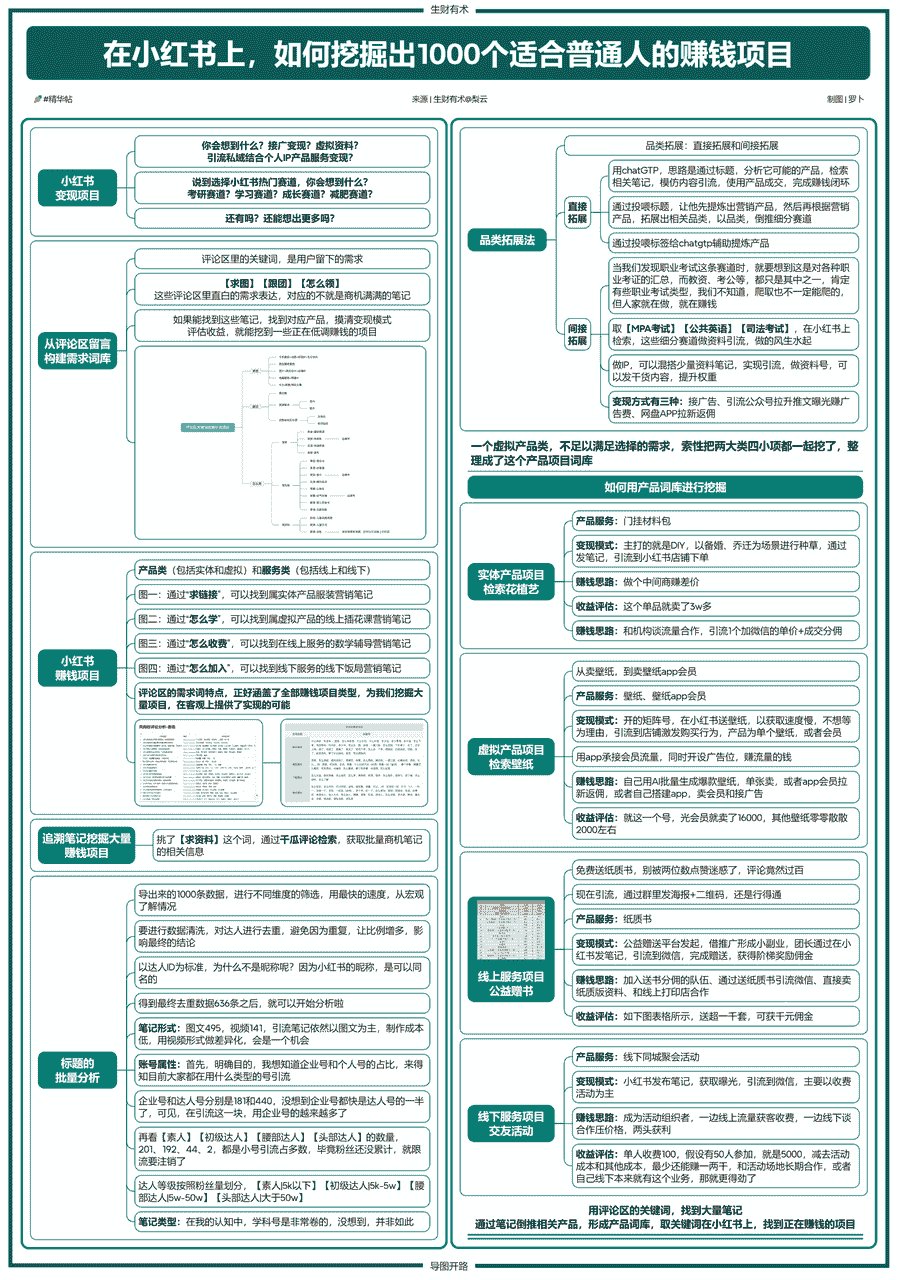 生财有术
在小红书上，如何挖掘出1000个适合普通人的赚钱项目
#精华帖
来源 | 生财有术@梨云
制图 | 罗卜
小红书
变现项目
你会想到什么？接广变现？虚拟资料？
引流私域结合个人IP产品服务变现？
说到选择小红书热门赛道，你会想到什么？
考研赛道？学习赛道？成长赛道？减肥赛道？
还有吗？还能想出更多吗？
从评论区留言
构建需求词库
评论区里的关键词，是用户留下的需求
【求图】【跟团】【怎么领】
这些评论区里直白的需求表达，对应的不就是商机满满的笔记
如果能找到这些笔记，找到对应产品，摸清变现模式
评估收益，就能挖到一些正在低调赚钱的项目
小红书
赚钱项目
产品类（包括实体和虚拟）和服务类（包括线上和线下）
图一：通过“求链接”，可以找到属实体产品服装营销笔记
图二：通过“怎么学”，可以找到属虚拟产品的线上插花课营销笔记
图三：通过“怎么收费”，可以找到在线上服务的数学辅导营销笔记
图四：通过“怎么加入”，可以找到线下服务的线下饭局营销笔记
评论区的需求词特点，正好涵盖了全部赚钱项目类型，为我们挖掘大
量项目，在客观上提供了实现的可能
追溯笔记挖掘大量
赚钱项目
挑了【求资料】这个词，通过千瓜评论检索，获取批量商机笔记
的相关信息
标题的
批量分析
导出来的1000条数据，进行不同维度的筛选，用最快的速度，从宏观
了解情况
要进行数据清洗，对达人进行去重，避免因为重复，让比例增多，影
响最终的结论
以达人ID为标准，为什么不是昵称呢？因为小红书的昵称，是可以同
名的
得到最终去重数据636条之后，就可以开始分析啦
笔记形式：图文495，视频141，引流笔记依然以图文为主，制作成本
低，用视频形式做差异化，会是一个机会
账号属性：首先，明确目的，我想知道企业号和个人号的占比，来得
知目前大家都在用什么类型的号引流
企业号和达人号分别是181和440，没想到企业号都快是达人号的一半
了，可见，在引流这一块，用企业号的越来越多了
再看【素人】【初级达人】【腰部达人】【头部达人】的数量，
201、192、44、2，都是小号引流占多数，毕竟粉丝还没累计，就限
流要注销了
达人等级按照粉丝量划分，【素人|5k以下】【初级达人|5k-5w】【腰
部达人|5w-50w】【头部达人|大于50w】
笔记类型：在我的认知中，学科号是非常卷的，没想到，并非如此
品类拓展法
品类拓展：直接拓展和间接拓展
直接
拓展
用chatGTP，思路是通过标题，分析它可能的产品，检索
相关笔记，模仿内容引流，使用产品成交，完成赚钱闭环
通过投喂标题，让他先提炼出营销产品，然后再根据营销
产品，拓展出相关品类，以品类，倒推细分赛道
通过投喂标签给chatgtp辅助提炼产品
间接
拓展
当我们发现职业考试这条赛道时，就要想到这是对各种职
业考证的汇总，而教资、考公等，都只是其中之一，肯定
有些职业考试类型，我们不知道，爬取也不一定能爬的，
但人家就在做，就在赚钱
取【MPA考试】【公共英语】【司法考试】，在小红书上
检索，这些细分赛道做资料引流，做的风生水起
做IP，可以混搭少量资料笔记，实现引流，做资料号，可
以发干货内容，提升权重
变现方式有三种：接广告、引流公众号拉升推文曝光赚广
告费、网盘APP拉新返佣
一个虚拟产品类，不足以满足选择的需求，索性把两大类四小项都一起挖了，整
理成了这个产品项目词库
如何用产品词库进行挖掘
实体产品项目
检索花植艺
产品服务：门挂材料包
变现模式：主打的就是DIY，以备婚、乔迁为场景进行种草，通过
发笔记，引流到小红书店铺下单
赚钱思路：做个中间商赚差价
收益评估：这个单品就卖了3w多
赚钱思路：和机构谈流量合作，引流1个加微信的单价+成交分佣
虚拟产品项目
检索壁纸
从卖壁纸，到卖壁纸app会员
产品服务：壁纸、壁纸app会员
变现模式：开的矩阵号，在小红书送壁纸，以获取速度慢，不想等
为理由，引流到店铺激发购买行为，产品为单个壁纸，或者会员
用app承接会员流量，同时开设广告位，赚流量的钱
赚钱思路：自己用AI批量生成爆款壁纸，单张卖，或者app会员拉
新返佣，或者自己搭建app，卖会员和接广告
收益评估：就这一个号，光会员就卖了16000，其他壁纸零零散散
2000左右
线上服务项目
公益赠书
免费送纸质书，别被两位数点赞迷惑了，评论竟然过百
现在引流，通过群里发海报+二维码，还是行得通
产品服务：纸质书
变现模式：公益赠送平台发起，借推广形成小副业，团长通过在小
红书发笔记，引流到微信，完成赠送，获得阶梯奖励佣金
赚钱思路：加入送书分佣的队伍、通过送纸质书引流微信、直接卖
纸质版资料、和线上打印店合作
收益评估：如下图表格所示，送超一千套，可获千元佣金
线下服务项目
交友活动
产品服务：线下同城聚会活动
变现模式：小红书发布笔记，获取曝光，引流到微信，主要以收费
活动为主
赚钱思路：成为活动组织者，一边线上流量获客收费，一边线下谈
合作压价格，两头获利
收益评估：单人收费100，假设有50人参加，就是5000，减去活动
成本和其他成本，最少还能赚一两千，和活动场地长期合作，或者
自己线下本来就有这个业务，那就更得劲了
用评论区的关键词，找到大量笔记
通过笔记倒推相关产品，形成产品词库，取关键词在小红书上，找到正在赚钱的项目
导图开路